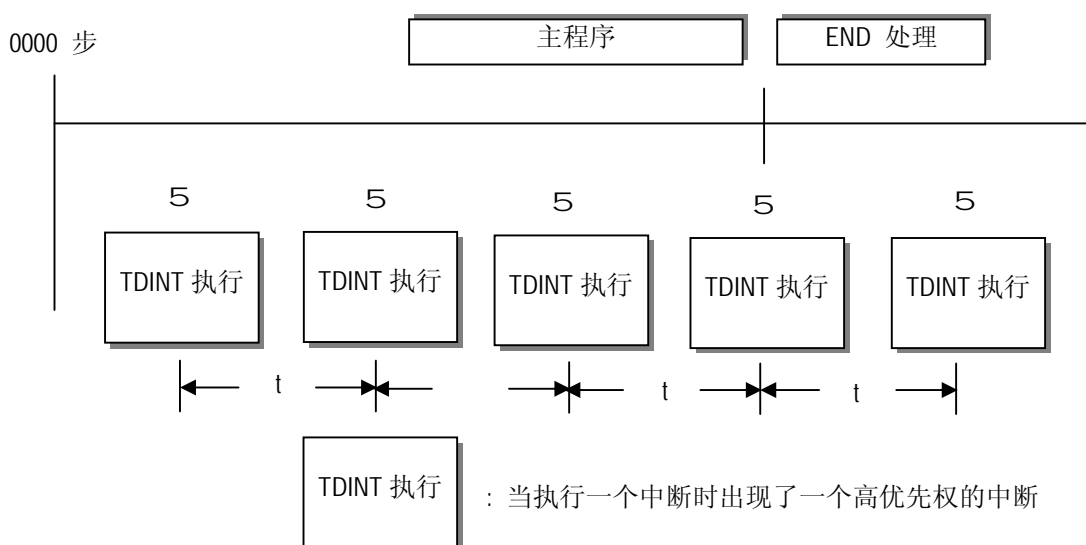 0000 步
主程序
END 处理
5 5 5 5 5
TDINT 执行 TDINT 执行 TDINT 执行 TDINT 执行 TDINT 执行
t t t
TDINT 执行
: 当执行一个中断时出现了一个高优先权的中断